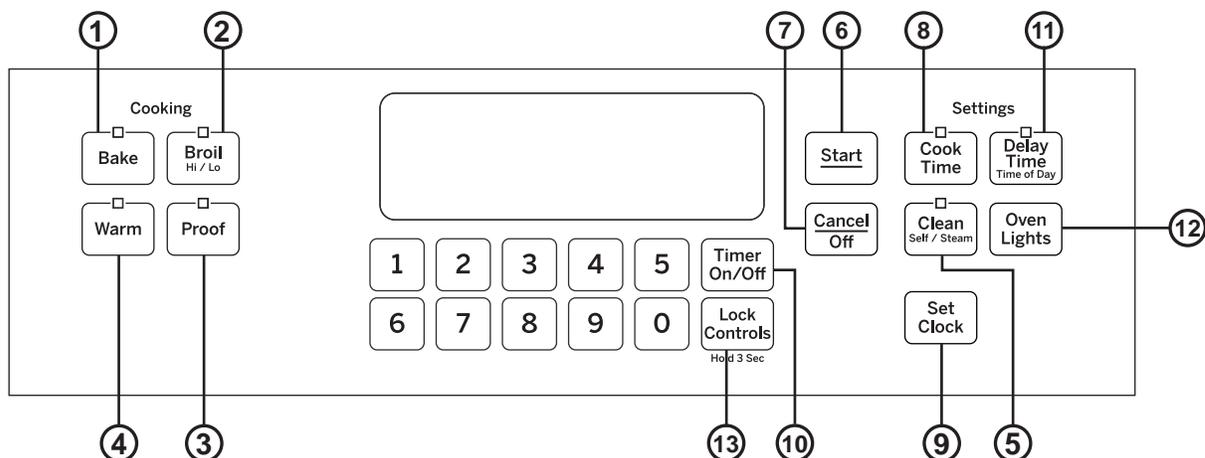 1
2
7
6
8
11
Cooking
Settings
Bake
Broil
Hi / Lo
Start
Cook
Time
Delay
Time
Time of Day
Warm
Proof
Cancel
Off
Clean
Self / Steam
Oven
Lights
12
1 2 3 4 5
Timer
On/Off
6 7 8 9 0
Lock
Controls
Hold 3 Sec
Set
Clock
4
3
13
10
9
5